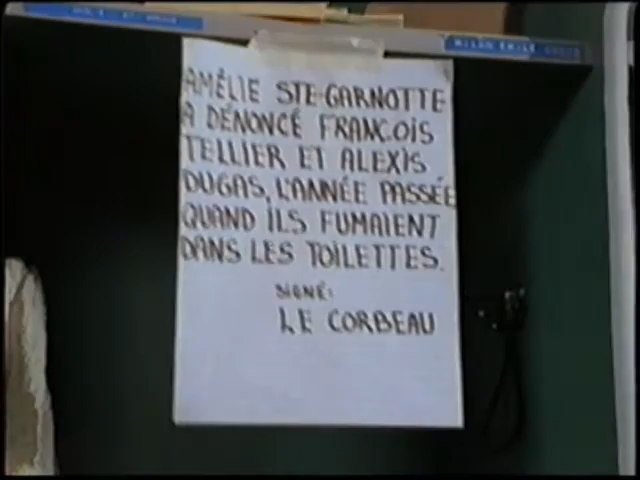 AMÉLIE STE-GARNOTTE
A DÉNONCÉ FRANÇOIS
TELLIER ET ALEXIS
DUGAS, L'ANNÉE PASSÉE
QUAND ILS FUMAIENT
DANS LES TOILETTES.
SIGNÉ:
LE CORBEAU